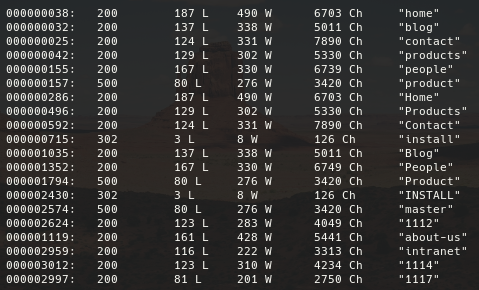 000000038: 200 187 L 490 W 6703 Ch "home"
000000032: 200 137 L 338 W 5011 Ch "blog"
000000025: 200 124 L 331 W 7890 Ch "contact"
000000042: 200 129 L 302 W 5330 Ch "products"
000000155: 200 167 L 330 W 6739 Ch "people"
000000157: 500 80 L 276 W 3420 Ch "product"
000000286: 200 187 L 490 W 6703 Ch "Home"
000000496: 200 129 L 302 W 5330 Ch "Products"
000000592: 200 124 L 331 W 7890 Ch "Contact"
000000715: 302 3 L 8 W 126 Ch "install"
000001035: 200 137 L 338 W 5011 Ch "Blog"
000001352: 200 167 L 330 W 6749 Ch "People"
000001794: 500 80 L 276 W 3420 Ch "Product"
000002430: 302 3 L 8 W 126 Ch "INSTALL"
000002574: 500 80 L 276 W 3420 Ch "master"
000002624: 200 123 L 283 W 4049 Ch "1112"
000001119: 200 161 L 428 W 5441 Ch "about-us"
000002959: 200 116 L 222 W 3313 Ch "intranet"
000003012: 200 123 L 310 W 4234 Ch "1114"
000002997: 200 81 L 201 W 2750 Ch "1117"